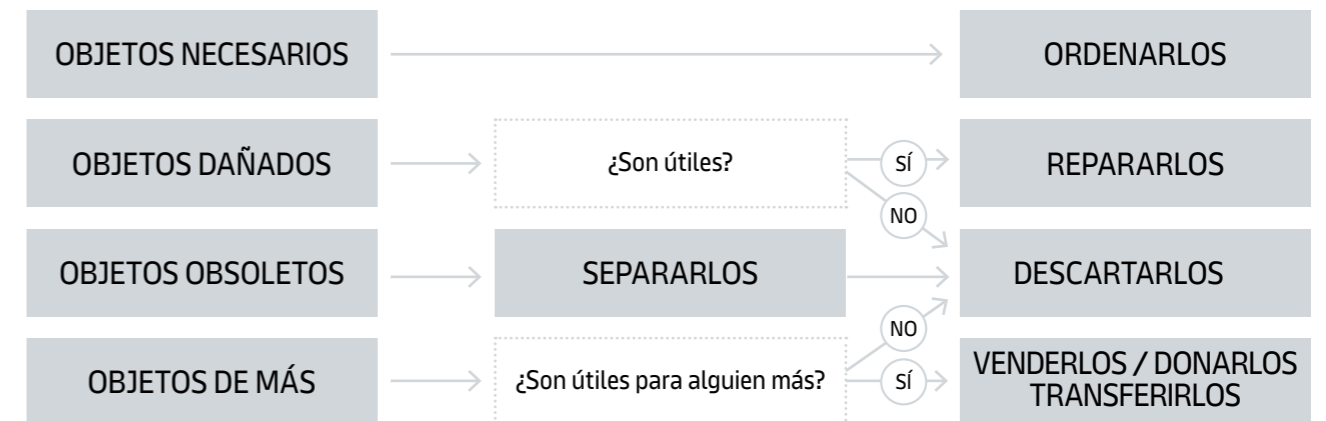 OBJETOS NECESARIOS
ORDENARLOS
OBJETOS DAÑADOS
¿Son útiles?
SÍ
REPARARLOS
NO
OBJETOS OBSOLETOS
SEPARARLOS
DESCARTARLOS
NO
OBJETOS DE MÁS
¿Son útiles para alguien más?
SÍ
VENDERLOS / DONARLOS
TRANSFERIRLOS